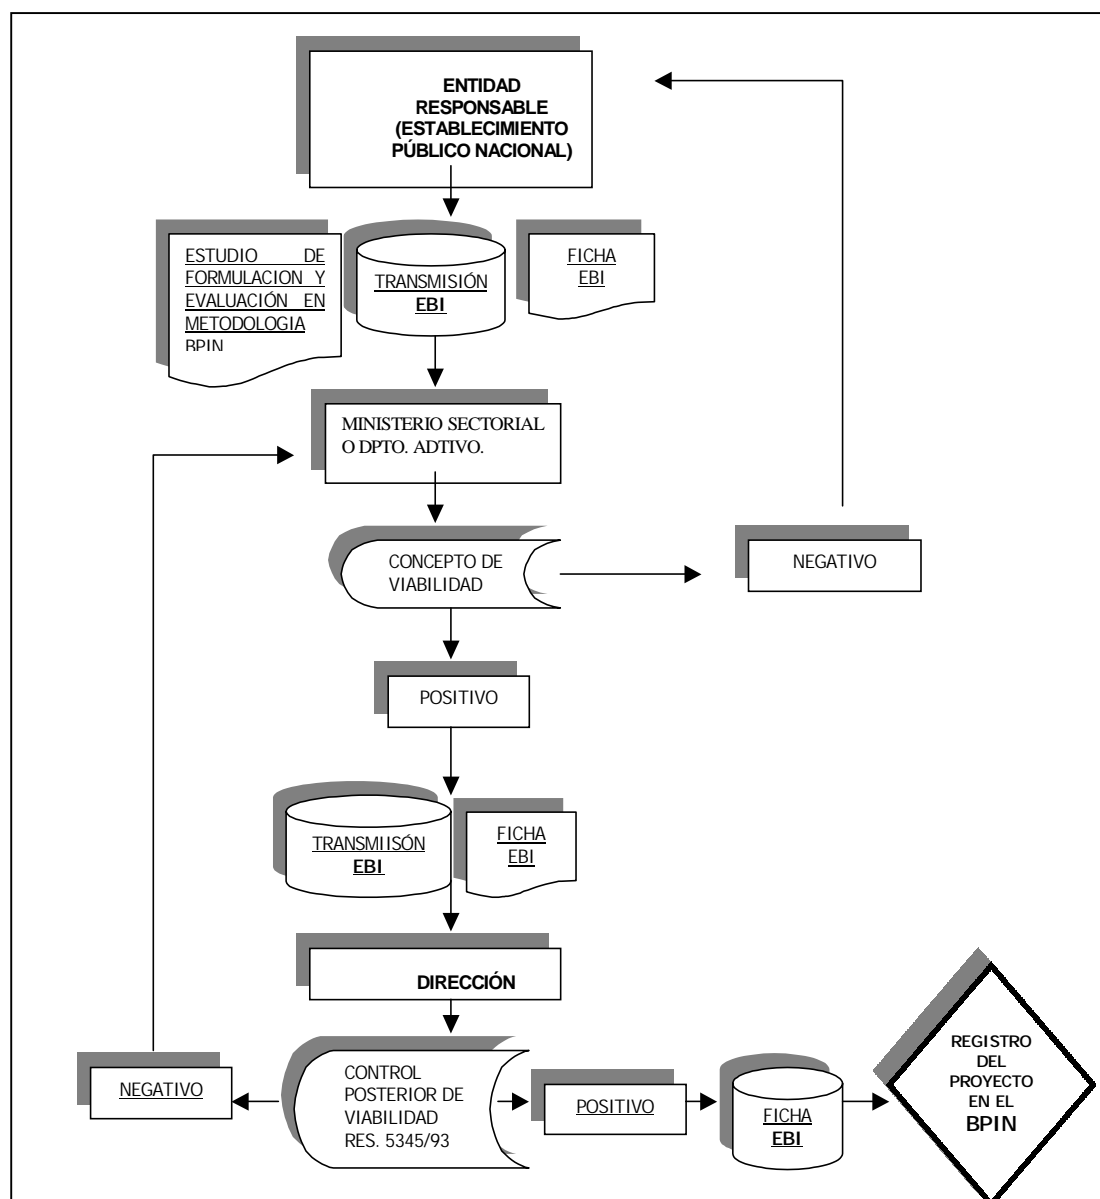 ENTIDAD
RESPONSABLE
(ESTABLECIMIENTO
PÚBLICO NACIONAL)
ESTUDIO DE
FORMULACION Y
EVALUACIÓN EN
METODOLOGIA
BPIN
TRANSMISIÓN
EBI
FICHA
EBI
MINISTERIO SECTORIAL
O DPTO. ADTIVO.
CONCEPTO DE
VIABILIDAD
NEGATIVO
POSITIVO
TRANSMIISÓN
EBI
FICHA
EBI
DIRECCIÓN
NEGATIVO
CONTROL
POSTERIOR DE
VIABILIDAD
RES. 5345/93
POSITIVO
FICHA
EBI
REGISTRO
DEL
PROYECTO
EN EL
BPIN